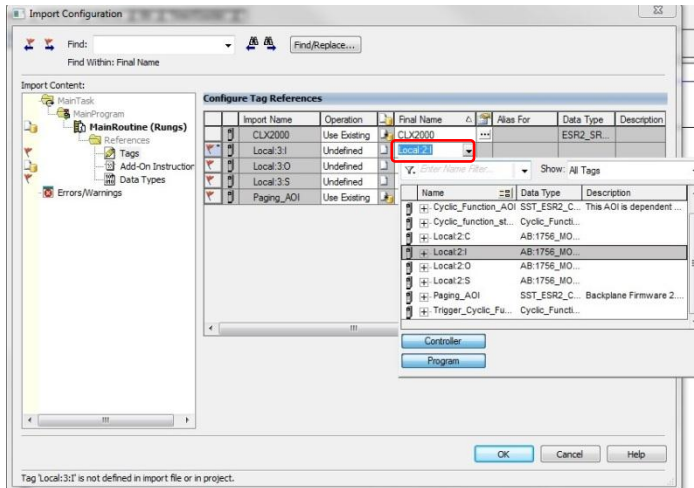 Import Configuration
Find:
Find/Replace...
Find Within: Final Name
Import Content:
MainTask
MainProgram
MainRoutine (Rungs)
References
Tags
Add-On Instruction
Data Types
Errors/Warnings
Configure Tag References
Import Name Operation Final Name Alias For Data Type Description
CLX2000 Use Existing CLX2000 ... ESR2_SR...
Local:3:I Undefined Local:2:I
Local:3:O Undefined
Local:3:S Undefined
Paging_AOI Use Existing
Enter Name Filter... Show: All Tags
Name Data Type Description
Cyclic_Function_AOI SST_ESR2_C... This AOI is dependent ...
Cyclic_function_st... Cyclic_Functi...
Local:2:C AB:1756_MO...
Local:2:I AB:1756_MO...
Local:2:O AB:1756_MO...
Local:2:S AB:1756_MO...
Paging_AOI SST_ESR2_C... Backplane Firmware 2....
Trigger_Cyclic_Fu... Cyclic_Functi...
Controller
Program
OK Cancel Help
Tag 'Local:3:I' is not defined in import file or in project.